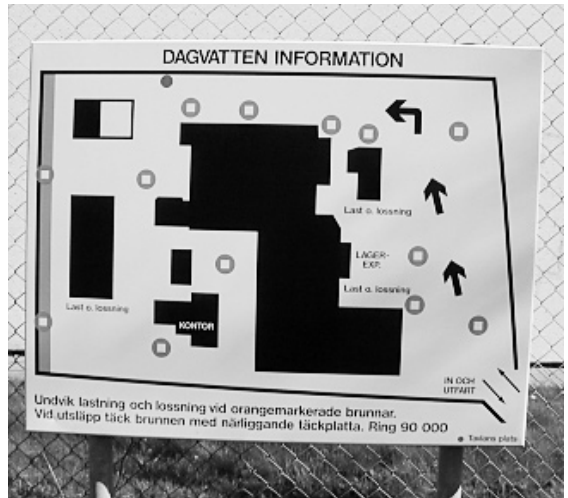 DAGVATTEN INFORMATION
Last o. lossning
LAGER-
EXP.
Last o. lossning
Last o. lossning
KONTOR
IN OCH
UTFART
Undvik lastning och lossning vid orangemarkerade brunnar.
Vid utsläpp täck brunnen med närliggande täckplatta. Ring 90 000
Tavlans plats